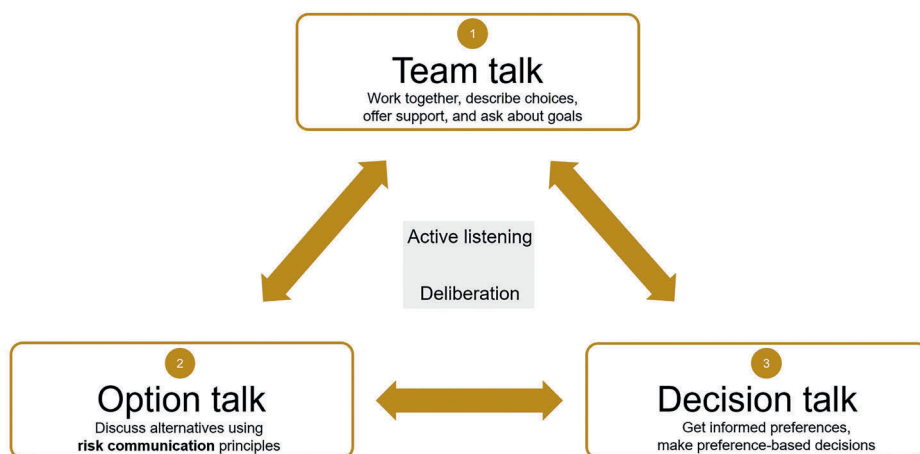 1
Team talk
Work together, describe choices,
offer support, and ask about goals
Active listening
Deliberation
2
Option talk
Discuss alternatives using
risk communication principles
3
Decision talk
Get informed preferences,
make preference-based decisions